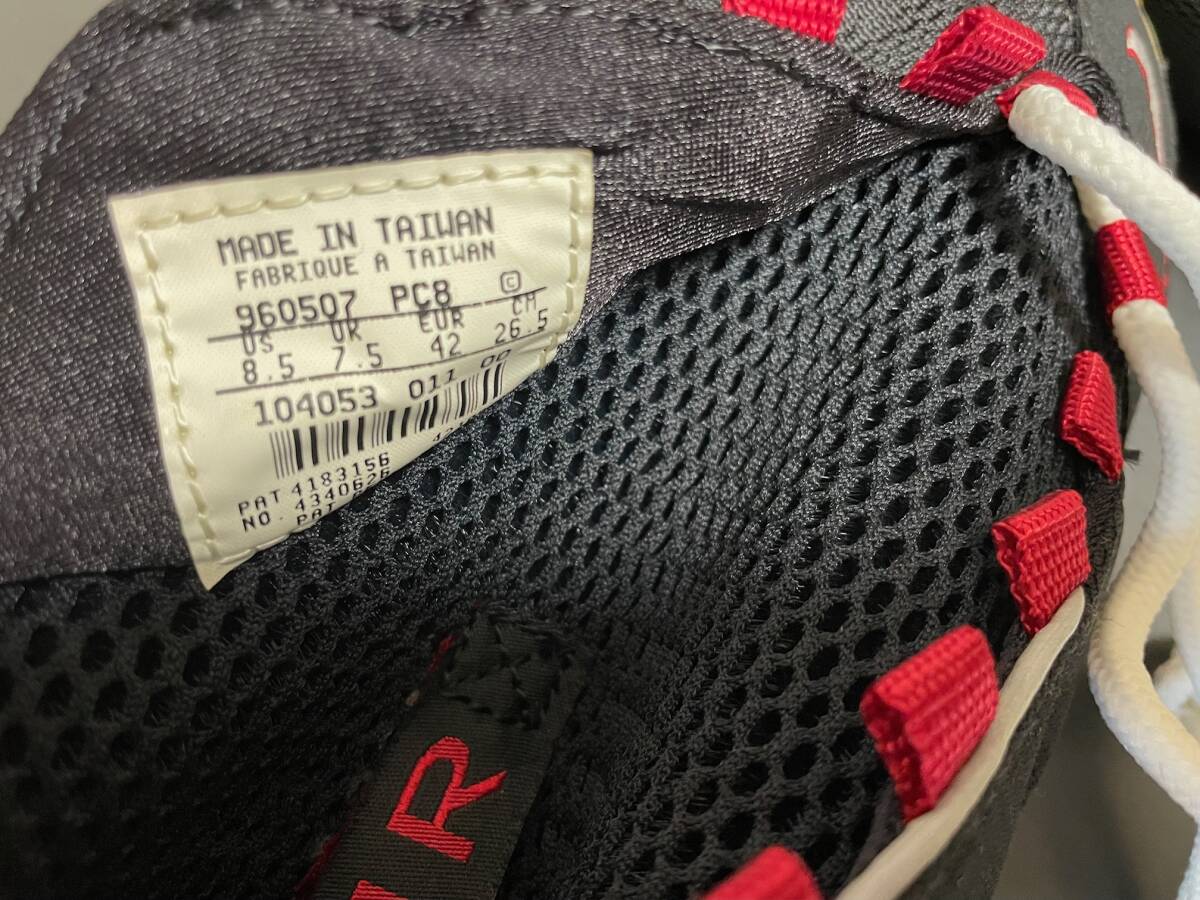 MADE IN TAIWAN
FABRIQUE A TAIWAN
960507 PC8 ©
US UK EUR CM
8.5 7.5 42 26.5
104053 011 00
PAT 4183156
NO. 4340626
PAT
IR